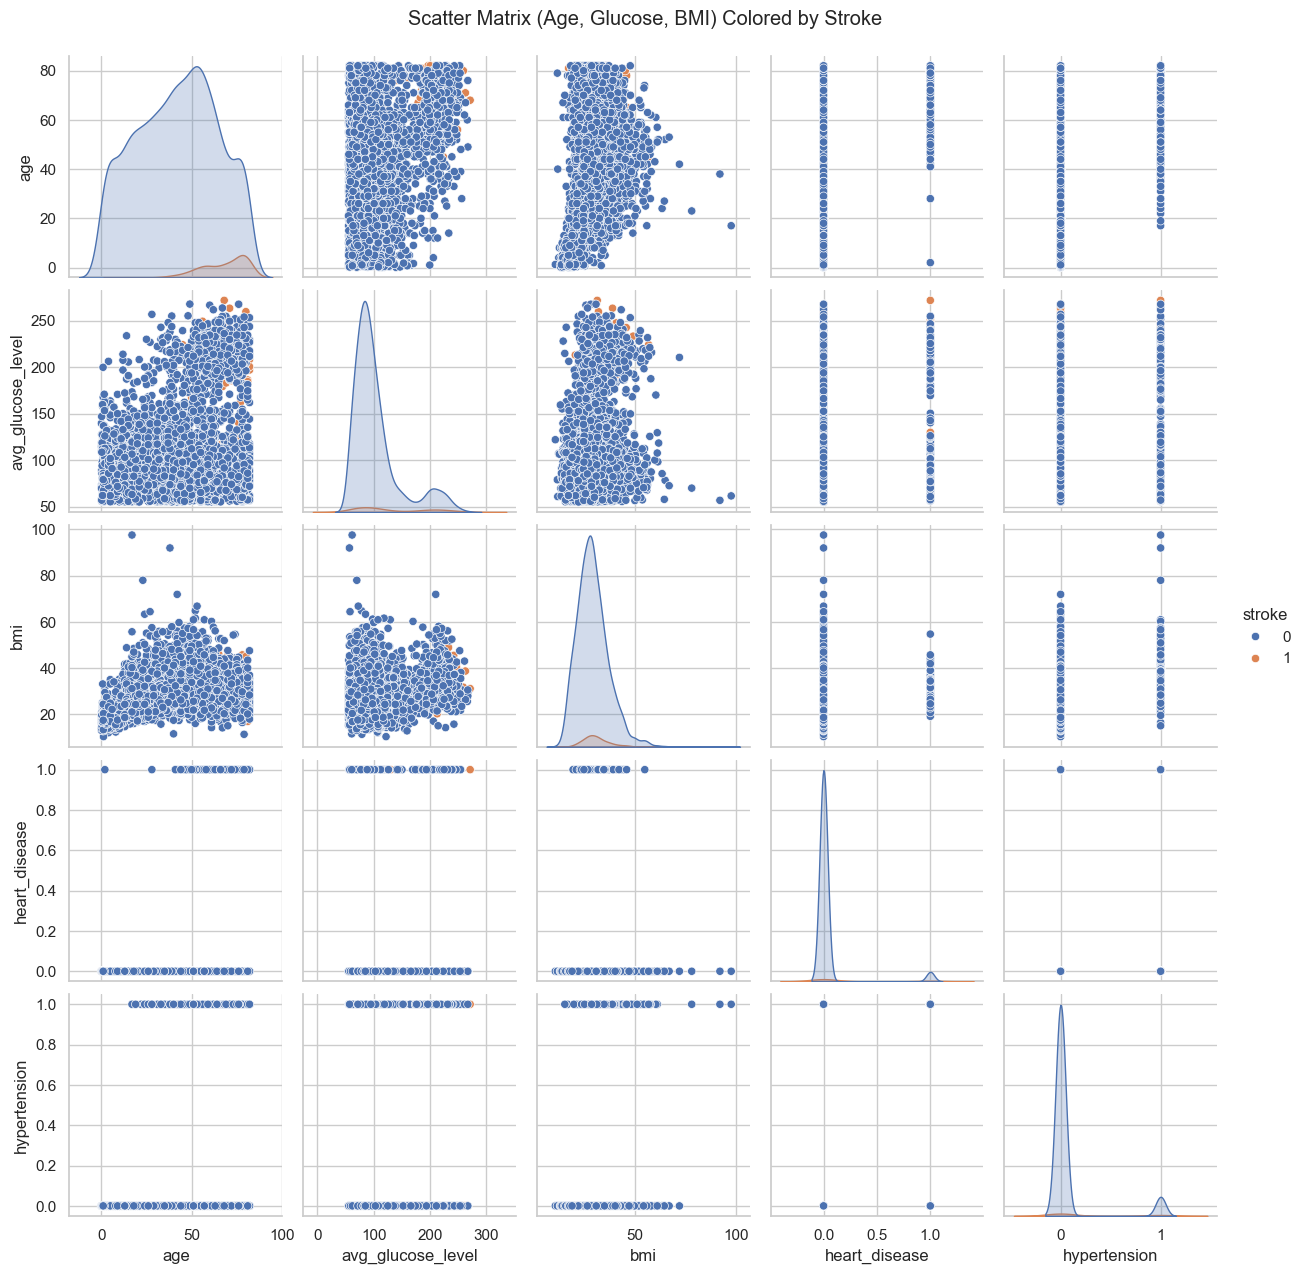 Scatter Matrix (Age, Glucose, BMI) Colored by Stroke
80
60
40
20
0
age
250
200
150
100
50
avg_glucose_level
100
80
60
40
20
bmi
stroke
0
1
1.0
0.8
0.6
0.4
0.2
0.0
heart_disease
1.0
0.8
0.6
0.4
0.2
0.0
hypertension
0 50 100
0 100 200 300
50 100
0.0 0.5 1.0
0 1
age avg_glucose_level bmi heart_disease hypertension